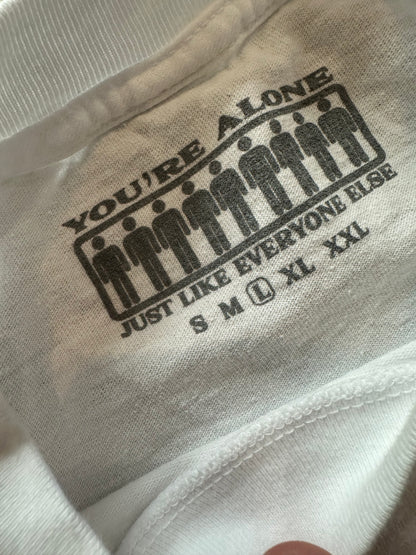 YOU'RE ALONE
JUST LIKE EVERYONE ELSE
S M L XL XXL